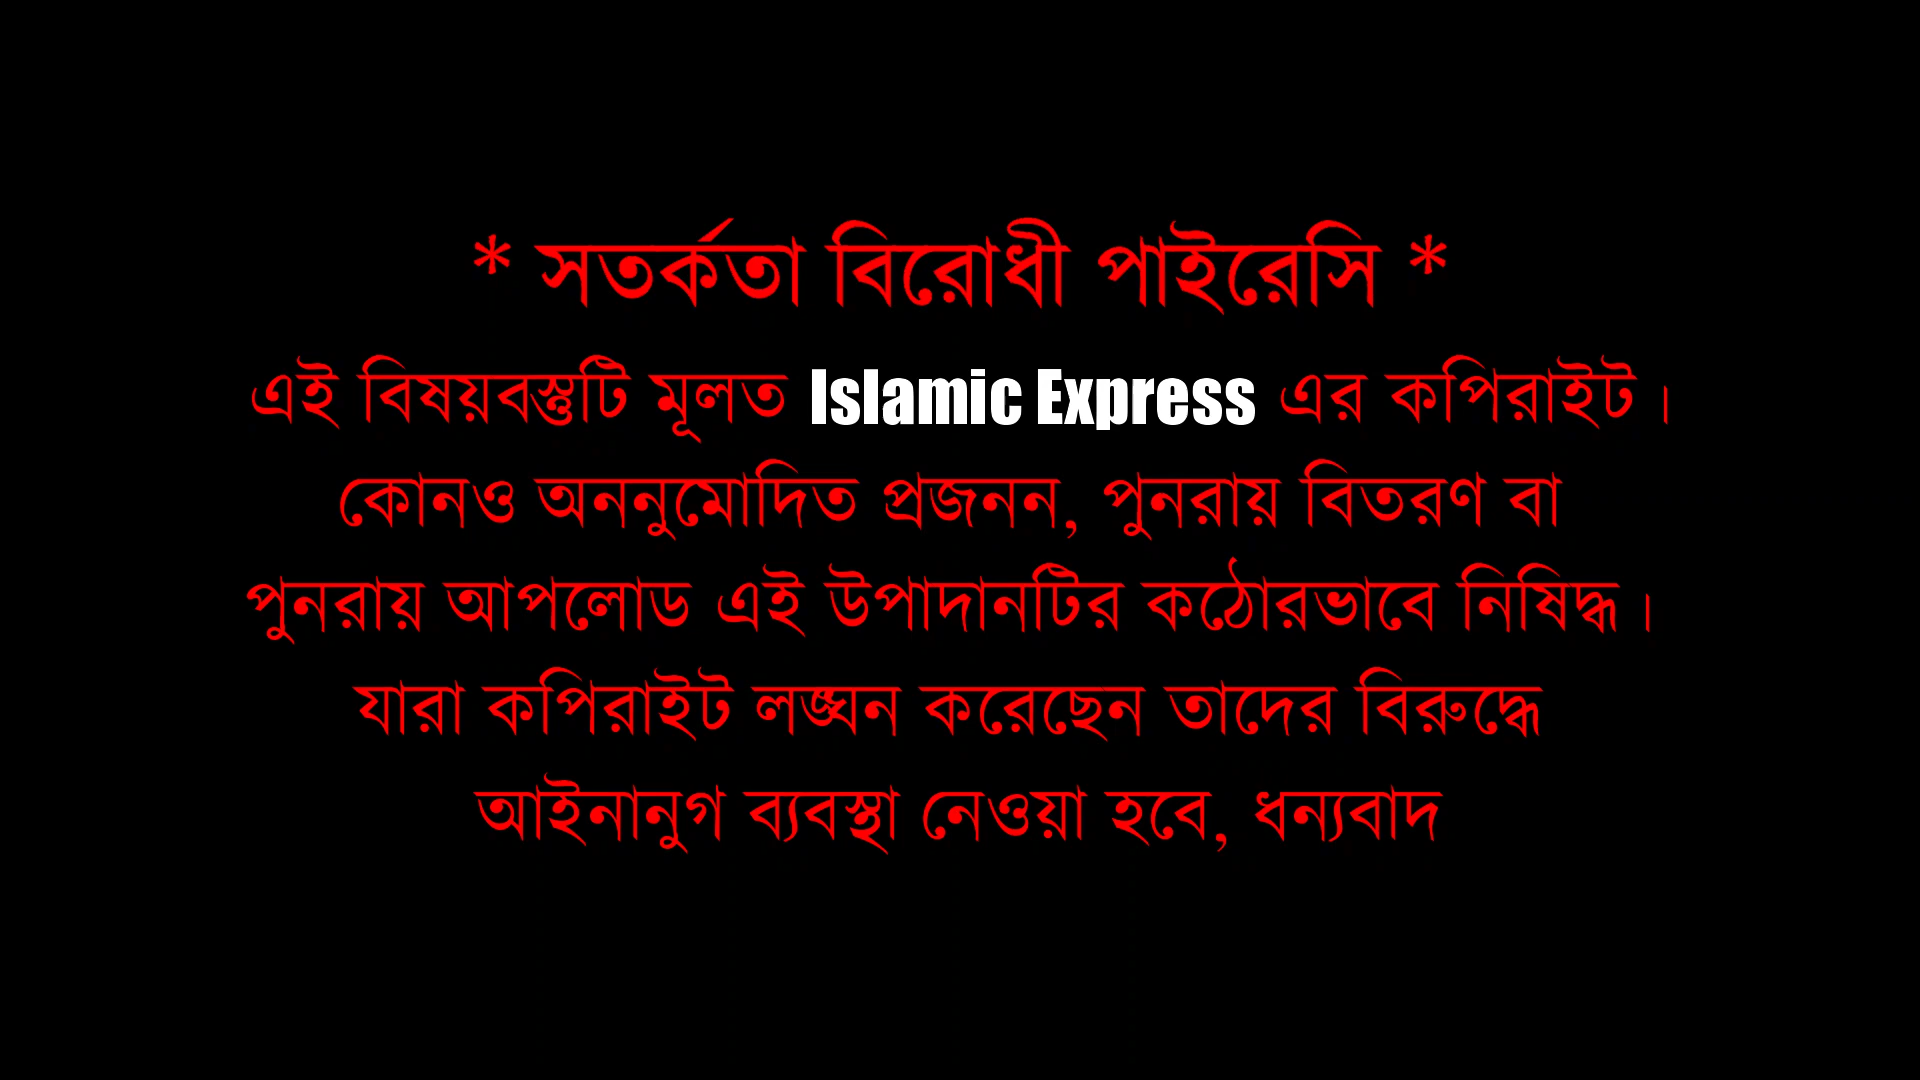 * সতর্কতা বিরোধী পাইরেসি *
এই বিষয়বস্তুটি মূলত Islamic Express এর কপিরাইট ।
কোনও অননুমোদিত প্রজনন, পুনরায় বিতরণ বা
পুনরায় আপলোড এই উপাদানটির কঠোরভাবে নিষিদ্ধ ।
যারা কপিরাইট লঙ্ঘন করেছেন তাদের বিরুদ্ধে
আইনানুগ ব্যবস্থা নেওয়া হবে, ধন্যবাদ